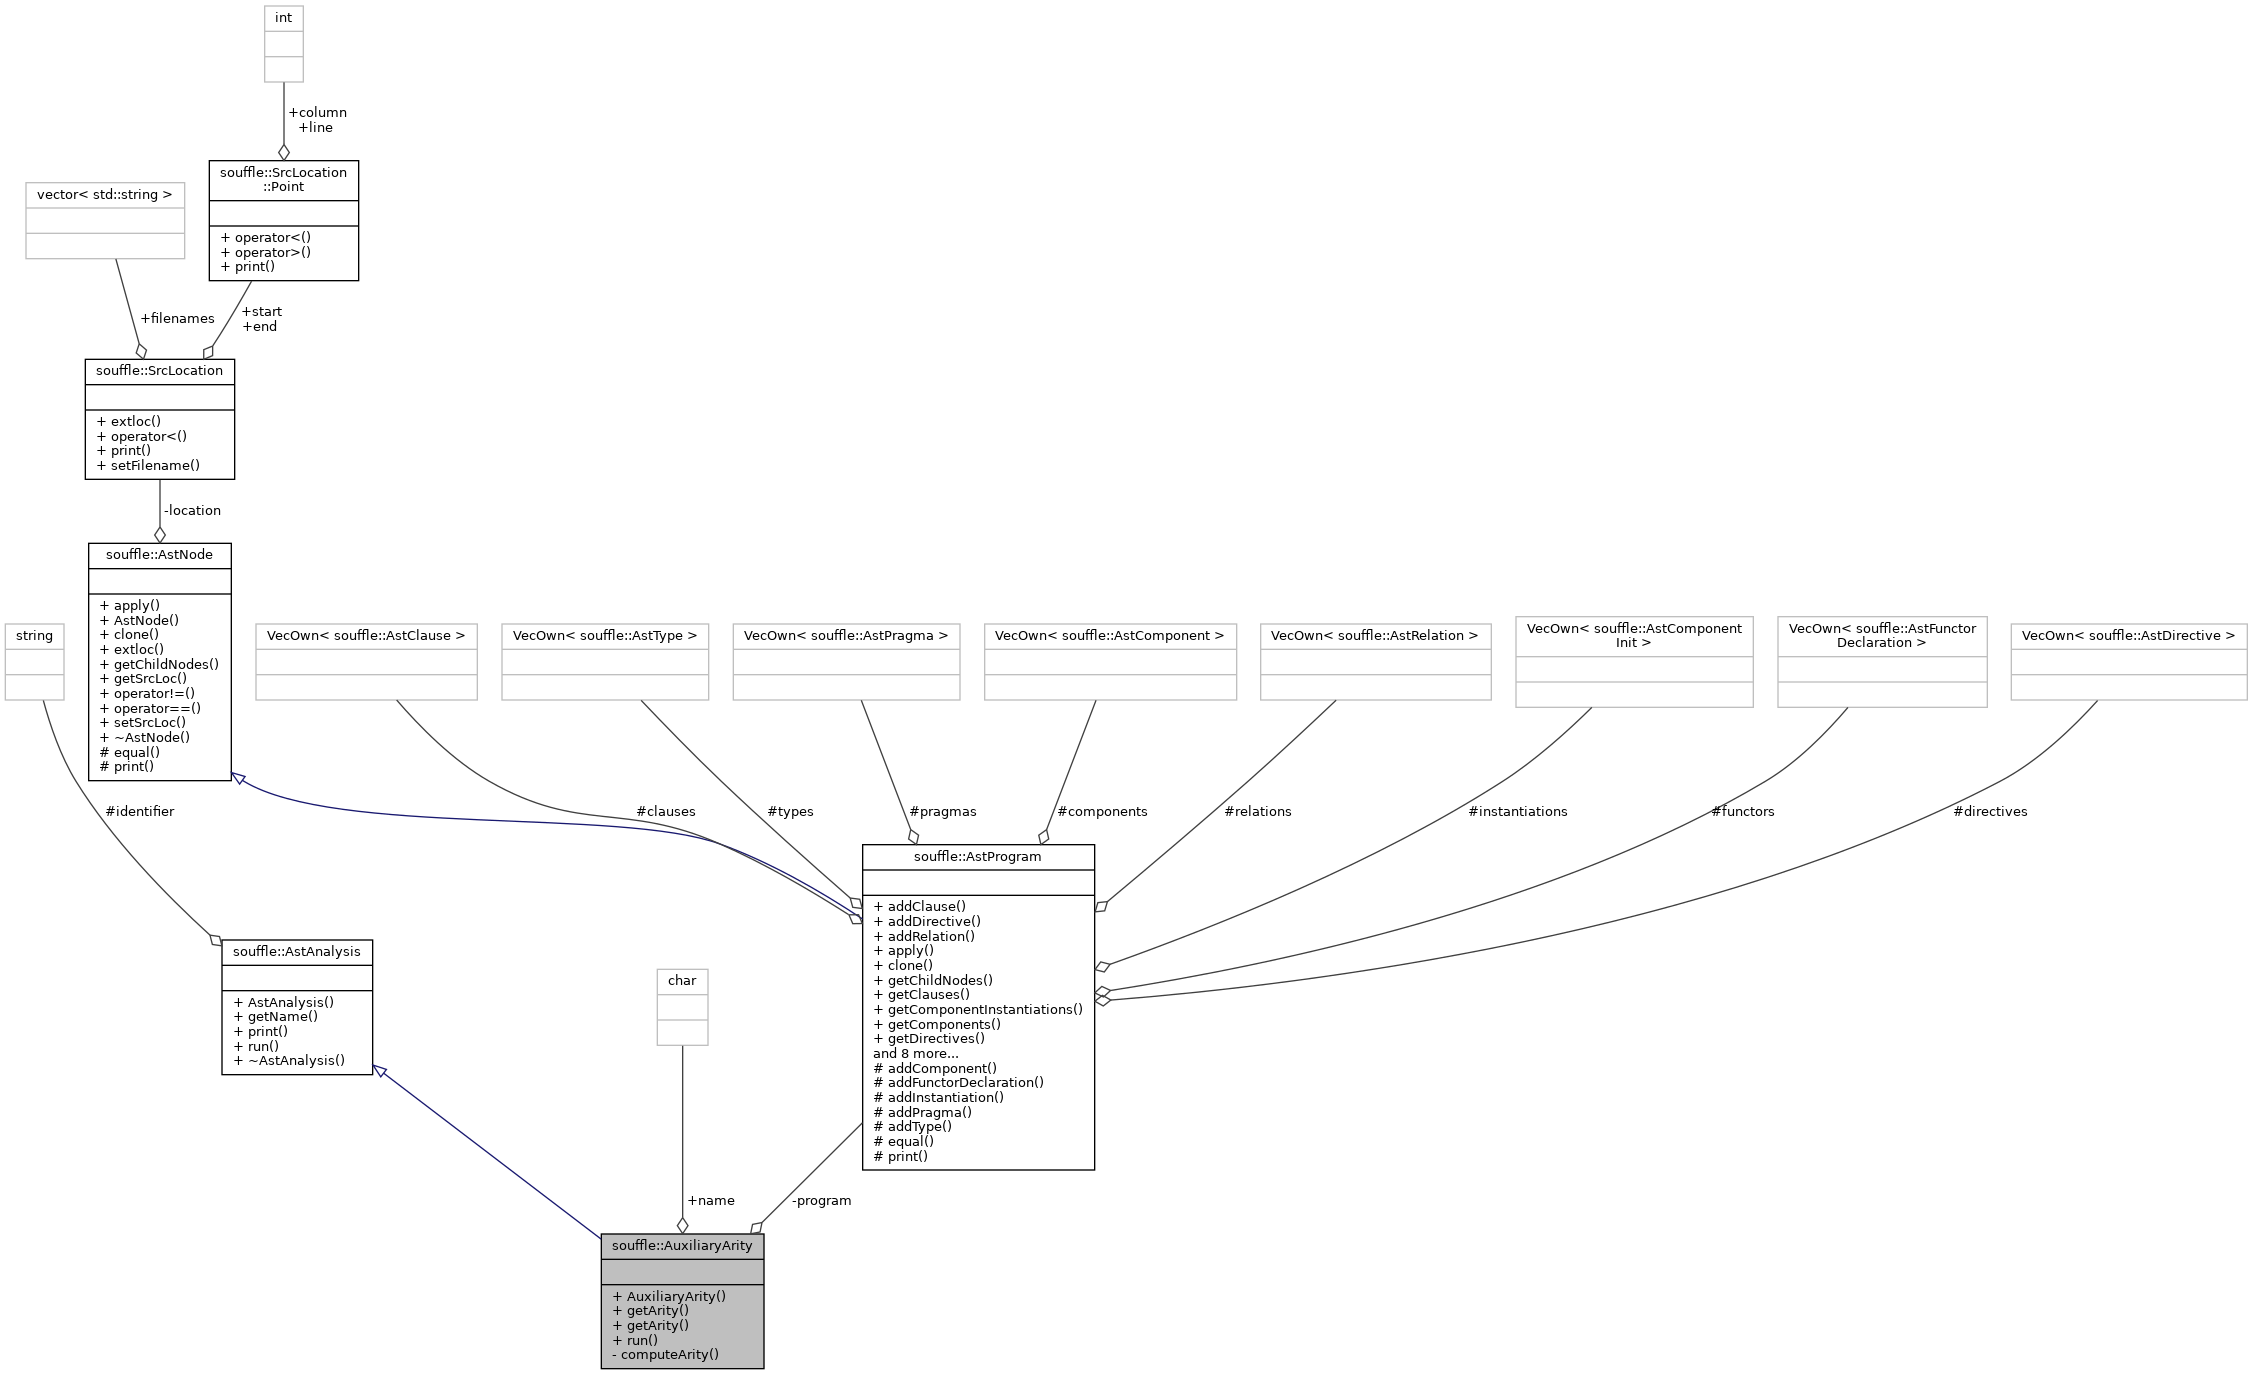 int
+column
+line
souffle::SrcLocation
::Point
+ operator<()
+ operator>()
+ print()
vector< std::string >
+filenames
+start
+end
souffle::SrcLocation
+ extloc()
+ operator<()
+ print()
+ setFilename()
-location
souffle::AstNode
+ apply()
+ AstNode()
+ clone()
+ extloc()
+ getChildNodes()
+ getSrcLoc()
+ operator!=()
+ operator==()
+ setSrcLoc()
+ ~AstNode()
# equal()
# print()
string
VecOwn< souffle::AstClause >
VecOwn< souffle::AstType >
VecOwn< souffle::AstPragma >
VecOwn< souffle::AstComponent >
VecOwn< souffle::AstRelation >
VecOwn< souffle::AstComponent
Init >
VecOwn< souffle::AstFunctor
Declaration >
VecOwn< souffle::AstDirective >
#identifier
#clauses
#types
#pragmas
#components
#relations
#instantiations
#functors
#directives
souffle::AstProgram
+ addClause()
+ addDirective()
+ addRelation()
+ apply()
+ clone()
+ getChildNodes()
+ getClauses()
+ getComponentInstantiations()
+ getComponents()
+ getDirectives()
and 8 more...
# addComponent()
# addFunctorDeclaration()
# addInstantiation()
# addPragma()
# addType()
# equal()
# print()
souffle::AstAnalysis
+ AstAnalysis()
+ getName()
+ print()
+ run()
+ ~AstAnalysis()
char
+name
-program
souffle::AuxiliaryArity
+ AuxiliaryArity()
+ getArity()
+ getArity()
+ run()
- computeArity()